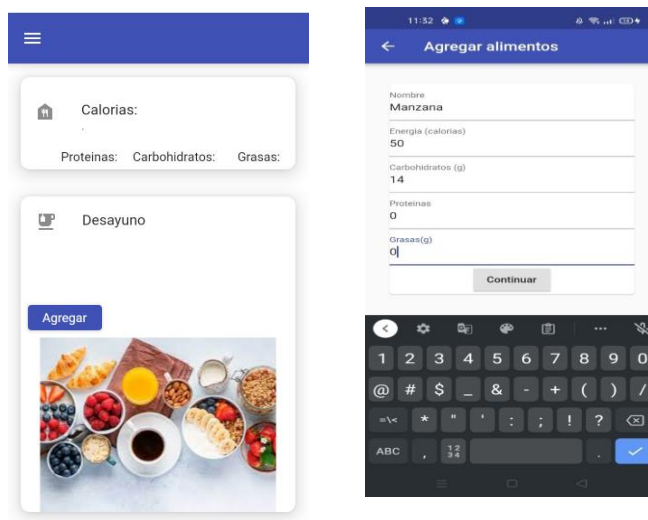 Calorias:
.
Proteinas: Carbohidratos: Grasas:
Desayuno
Agregar
11:32
Agregar alimentos
Nombre
Manzana
Energía (calorias)
50
Carbohidratos (g)
14
Proteinas
0
Grasas(g)
0
Continuar
1 2 3 4 5 6 7 8 9 0
@ # $ _ & - + ( ) /
=\< * " ' : ; ! ?
ABC , 12 34 .